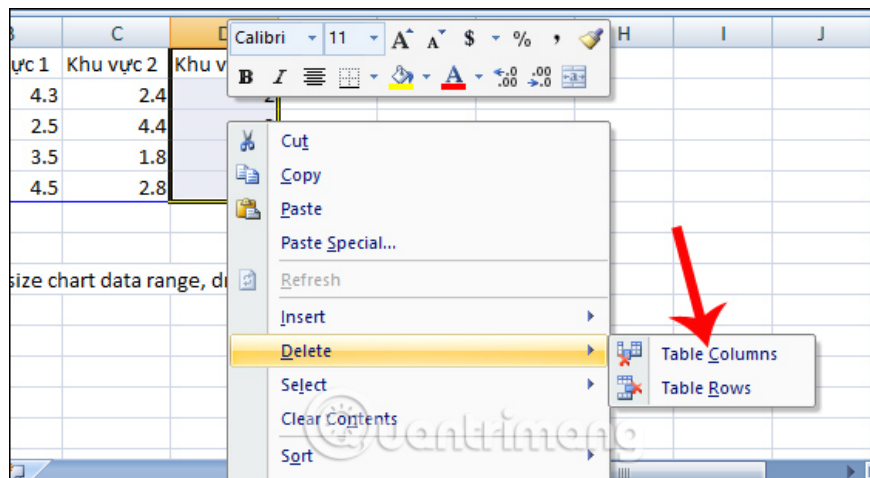 C H I J
Calibri 11 A A $ % ,
B I A .00 .0
ực 1 Khu vực 2 Khu v
4.3 2.4 2
2.5 4.4
3.5 1.8
4.5 2.8
size chart data range, d
Cut
Copy
Paste
Paste Special...
Refresh
Insert
Delete
Select
Clear Contents
Sort
Table Columns
Table Rows
Quantrimang